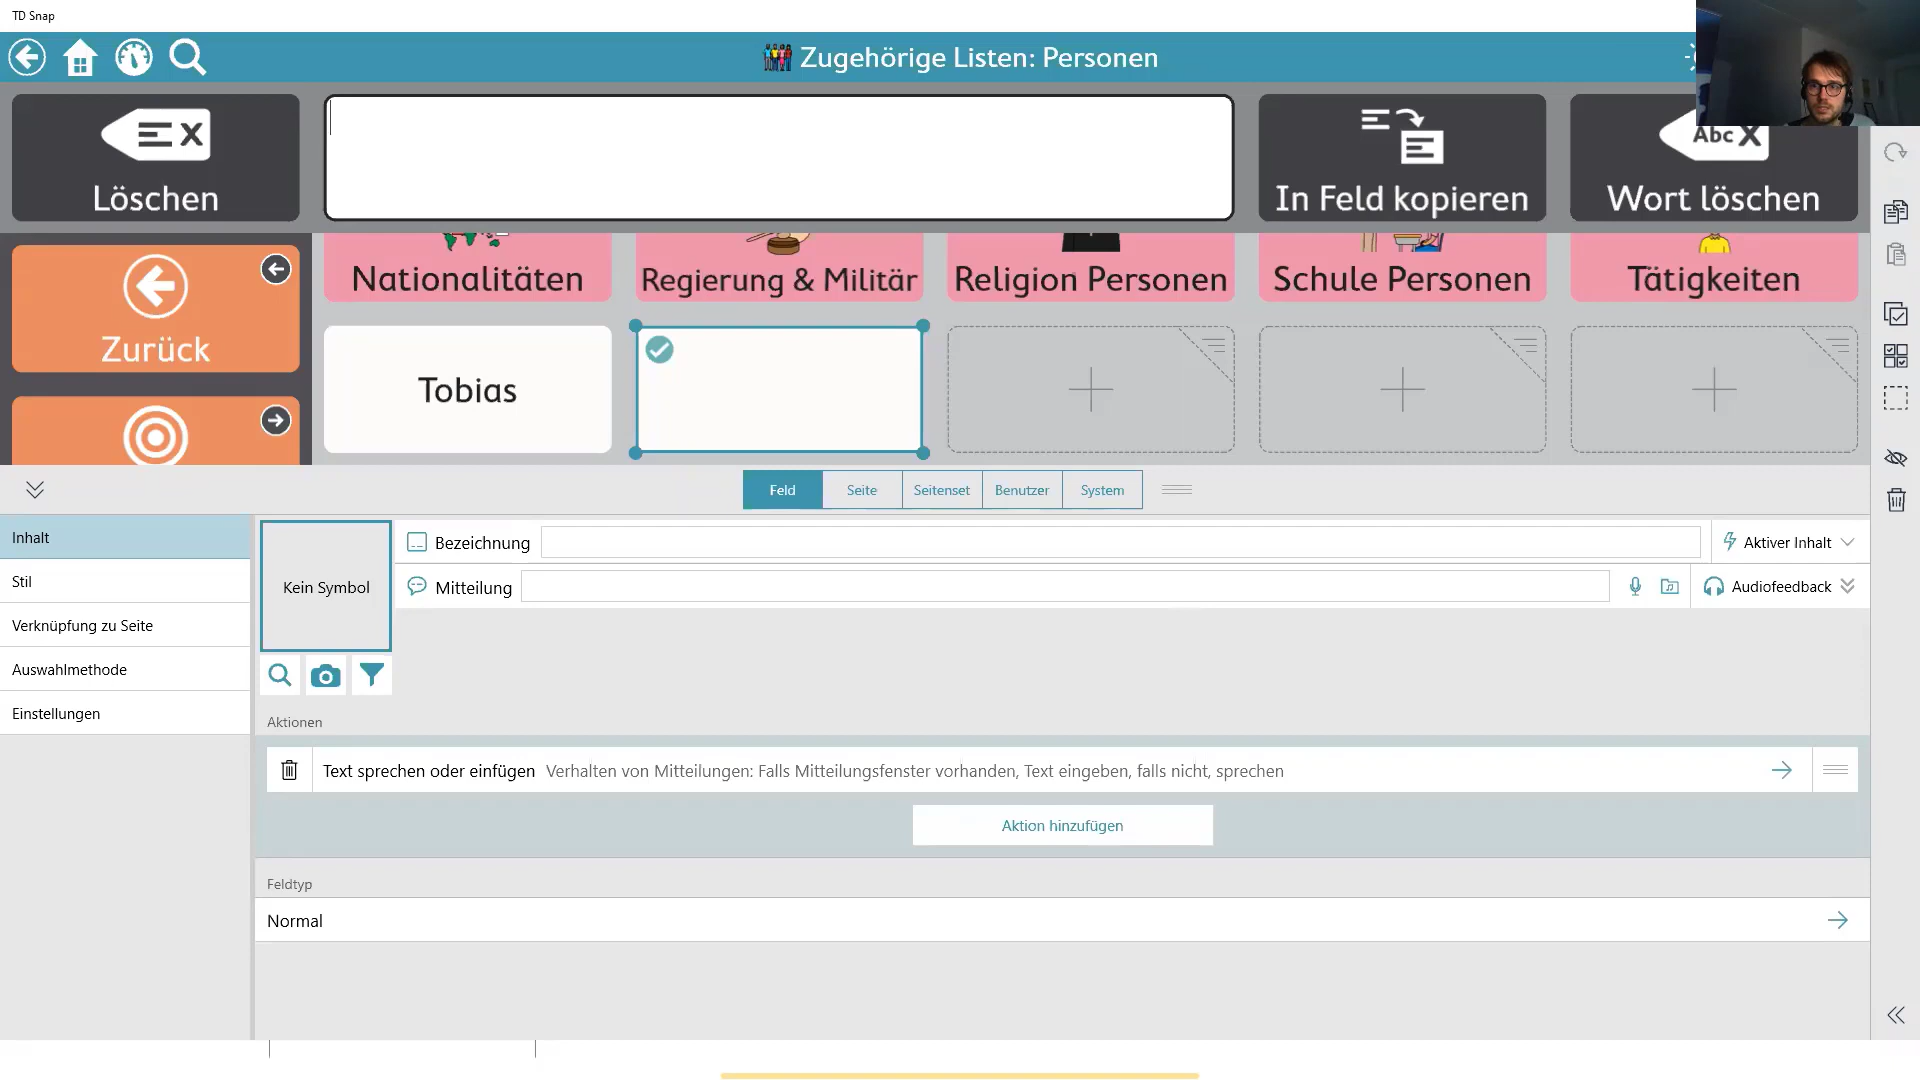 TD Snap
Zugehörige Listen: Personen
Löschen
In Feld kopieren
Abc X
Wort löschen
Zurück
Nationalitäten
Regierung & Militär
Religion Personen
Schule Personen
Tätigkeiten
Tobias
Feld
Seite
Seitenset
Benutzer
System
Inhalt
Stil
Verknüpfung zu Seite
Auswahlmethode
Einstellungen
Kein Symbol
Bezeichnung
Aktiver Inhalt
Mitteilung
Audiofeedback
Aktionen
Text sprechen oder einfügen Verhalten von Mitteilungen: Falls Mitteilungsfenster vorhanden, Text eingeben, falls nicht, sprechen
Aktion hinzufügen
Feldtyp
Normal